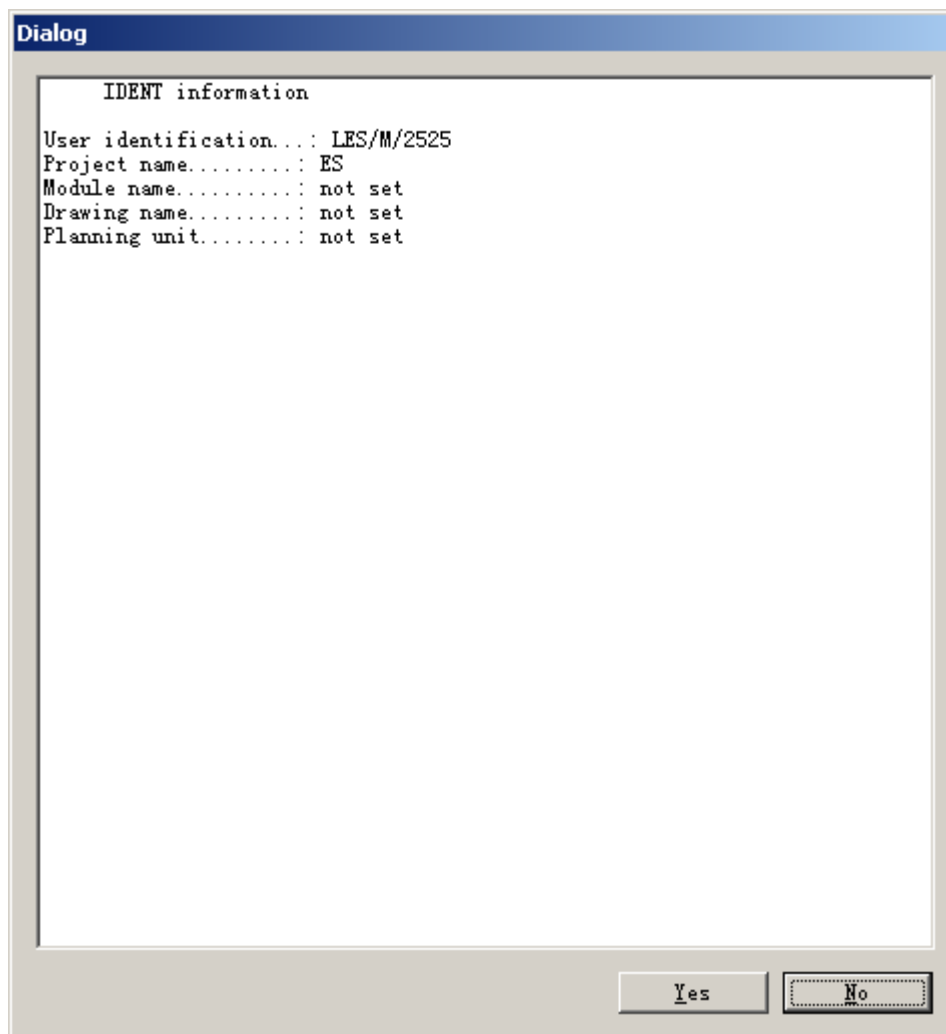 Dialog
IDENT information
User identification...: LES/M/2525
Project name.........: ES
Module name..........: not set
Drawing name.........: not set
Planning unit........: not set
Yes
No